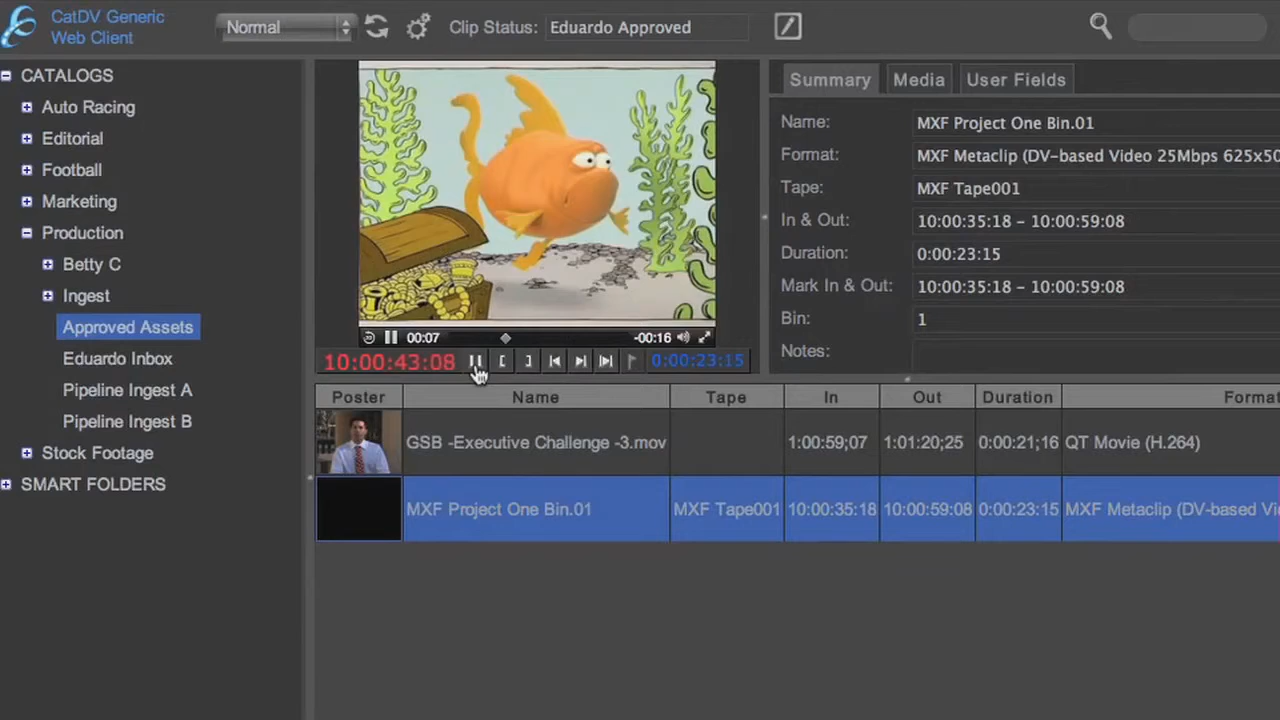 CatDV Generic
Web Client
Normal
Clip Status: Eduardo Approved
CATALOGS
Auto Racing
Editorial
Football
Marketing
Production
Betty C
Ingest
Approved Assets
Eduardo Inbox
Pipeline Ingest A
Pipeline Ingest B
Stock Footage
SMART FOLDERS
00:07 -00:16
10:00:43:08 0:00:23:15
Summary Media User Fields
Name: MXF Project One Bin.01
Format: MXF Metaclip (DV-based Video 25Mbps 625x50
Tape: MXF Tape001
In & Out: 10:00:35:18 – 10:00:59:08
Duration: 0:00:23:15
Mark In & Out: 10:00:35:18 – 10:00:59:08
Bin: 1
Notes:
Poster Name Tape In Out Duration Format
GSB -Executive Challenge -3.mov 1:00:59;07 1:01:20;25 0:00:21;16 QT Movie (H.264)
MXF Project One Bin.01 MXF Tape001 10:00:35:18 10:00:59:08 0:00:23:15 MXF Metaclip (DV-based Vi